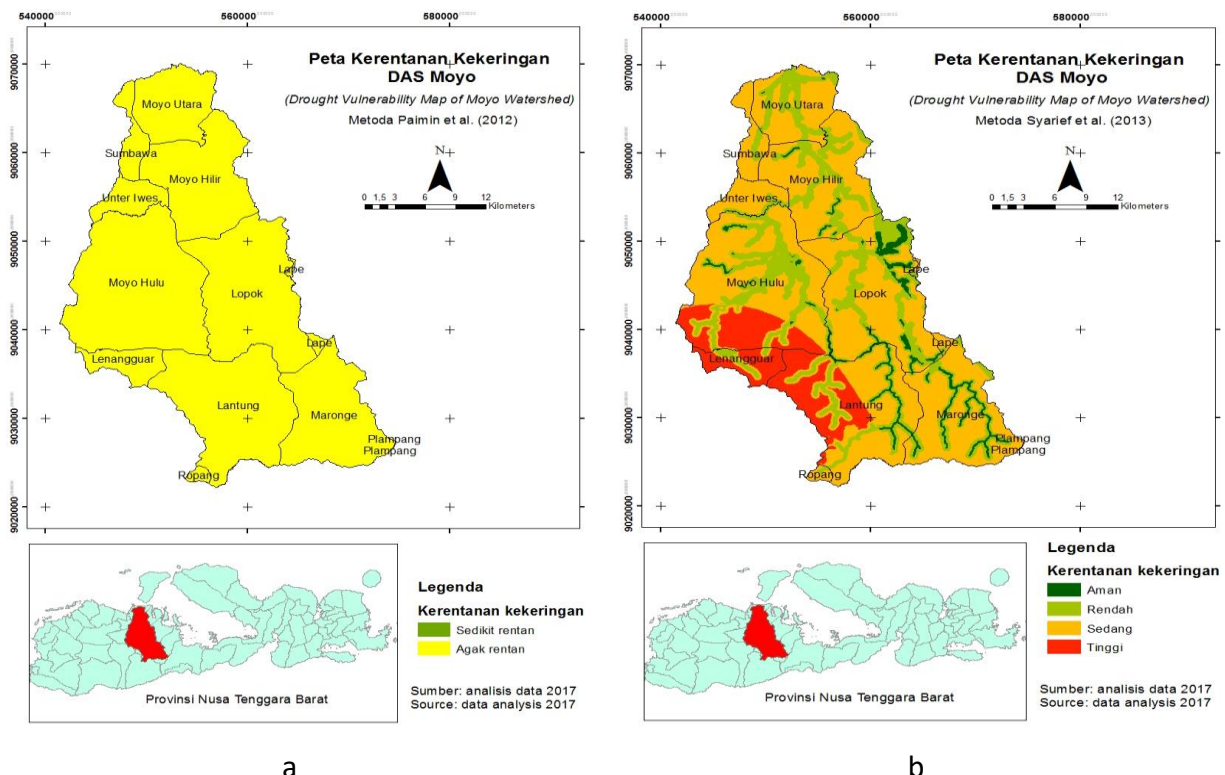 540000 560000 580000
Peta Kerentanan Kekeringan
DAS Moyo
(Drought Vulnerability Map of Moyo Watershed)
Metoda Paimin et al. (2012)
N
0 1,5 3 6 9 12
Kilometers
9070000
9060000
9050000
9040000
9030000
9020000
Moyo Utara
Sumbawa
Moyo Hilir
Unter Iwes
Moyo Hulu
Lape
Lopok
Lape
Lenangguar
Lantung
Maronge
Plampang
Plampang
Ropang
540000 560000 580000
Provinsi Nusa Tenggara Barat
Legenda
Kerentanan kekeringan
Sedikit rentan
Agak rentan
Sumber: analisis data 2017
Source: data analysis 2017
a
540000 560000 580000
Peta Kerentanan Kekeringan
DAS Moyo
(Drought Vulnerability Map of Moyo Watershed)
Metoda Syarief et al. (2013)
N
0 1,5 3 6 9 12
Kilometers
9070000
9060000
9050000
9040000
9030000
9020000
Moyo Utara
Sumbawa
Moyo Hilir
Unter Iwes
Moyo Hulu
Lape
Lopok
Lape
Lenangguar
Lantung
Maronge
Plampang
Plampang
Ropang
540000 560000 580000
Provinsi Nusa Tenggara Barat
Legenda
Kerentanan kekeringan
Aman
Rendah
Sedang
Tinggi
Sumber: analisis data 2017
Source: data analysis 2017
b